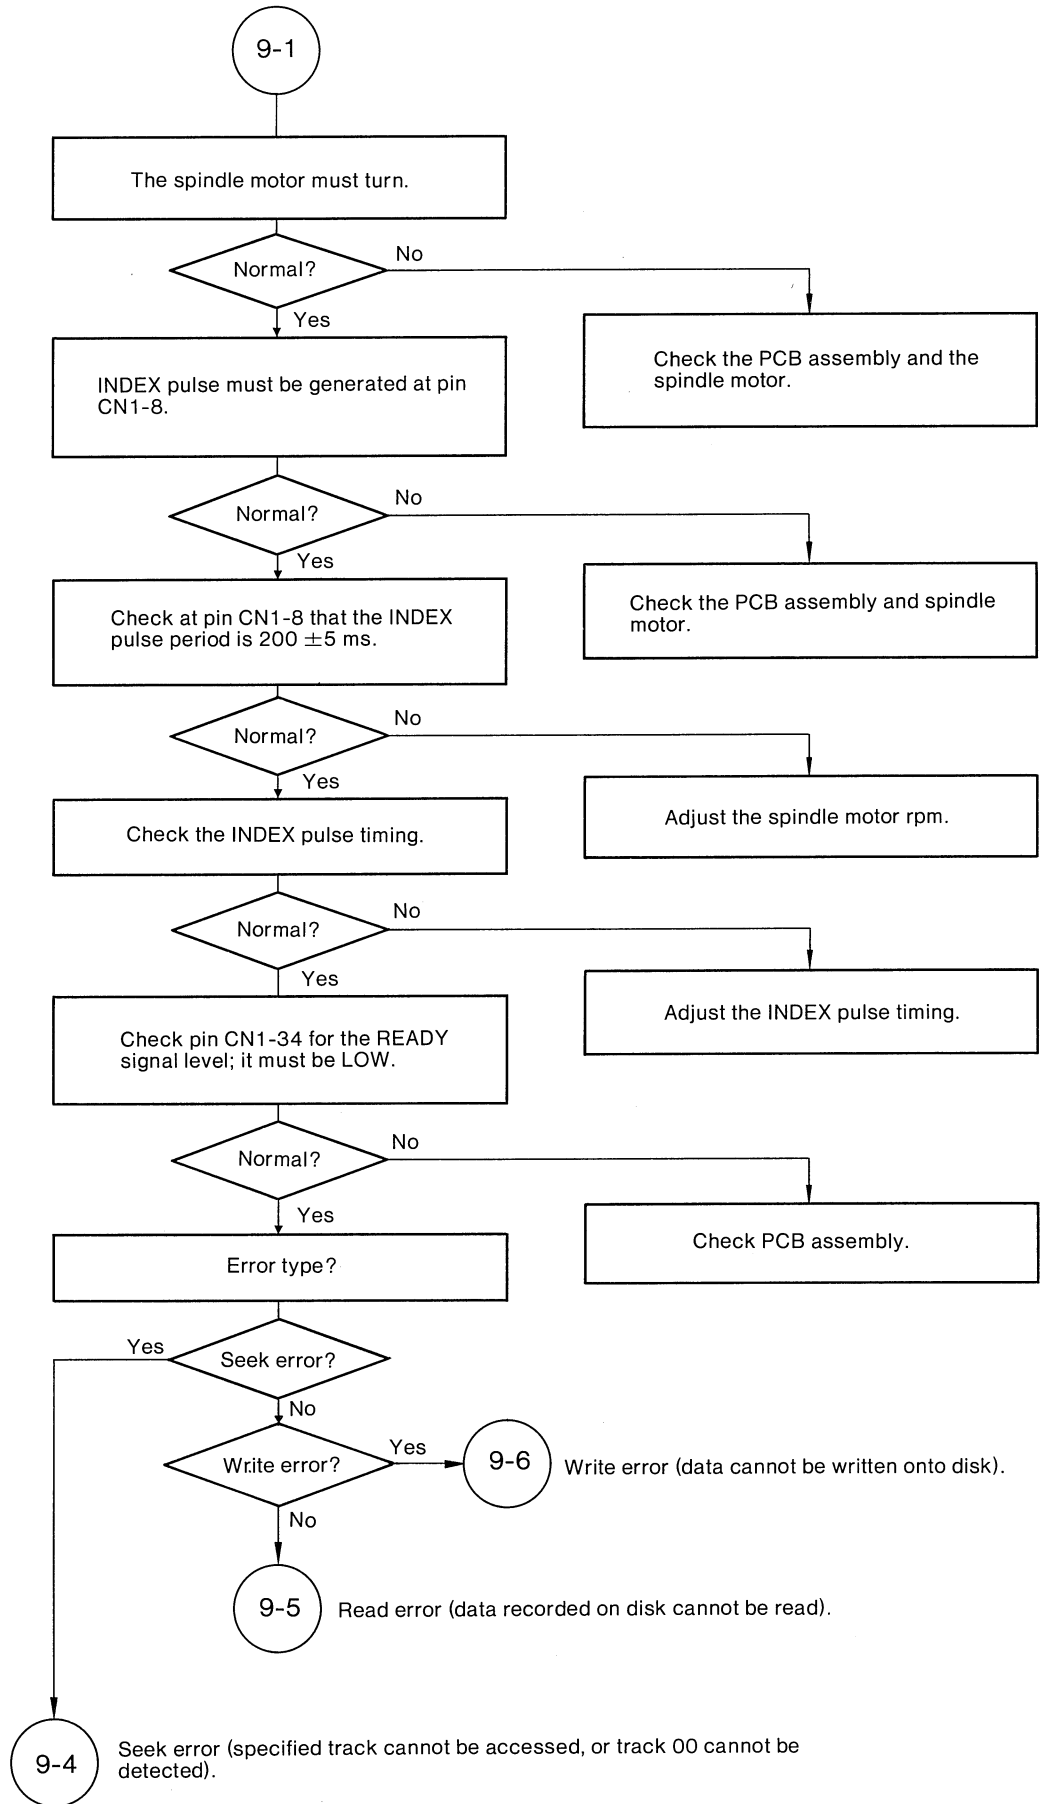 9-1
The spindle motor must turn.
Normal?
No
Yes
Check the PCB assembly and the
spindle motor.
INDEX pulse must be generated at pin
CN1-8.
Normal?
No
Yes
Check the PCB assembly and spindle
motor.
Check at pin CN1-8 that the INDEX
pulse period is 200 ±5 ms.
Normal?
No
Yes
Adjust the spindle motor rpm.
Check the INDEX pulse timing.
Normal?
No
Yes
Adjust the INDEX pulse timing.
Check pin CN1-34 for the READY
signal level; it must be LOW.
Normal?
No
Yes
Check PCB assembly.
Error type?
Yes
Seek error?
No
Write error?
Yes
9-6
Write error (data cannot be written onto disk).
No
9-5
Read error (data recorded on disk cannot be read).
9-4
Seek error (specified track cannot be accessed, or track 00 cannot be
detected).